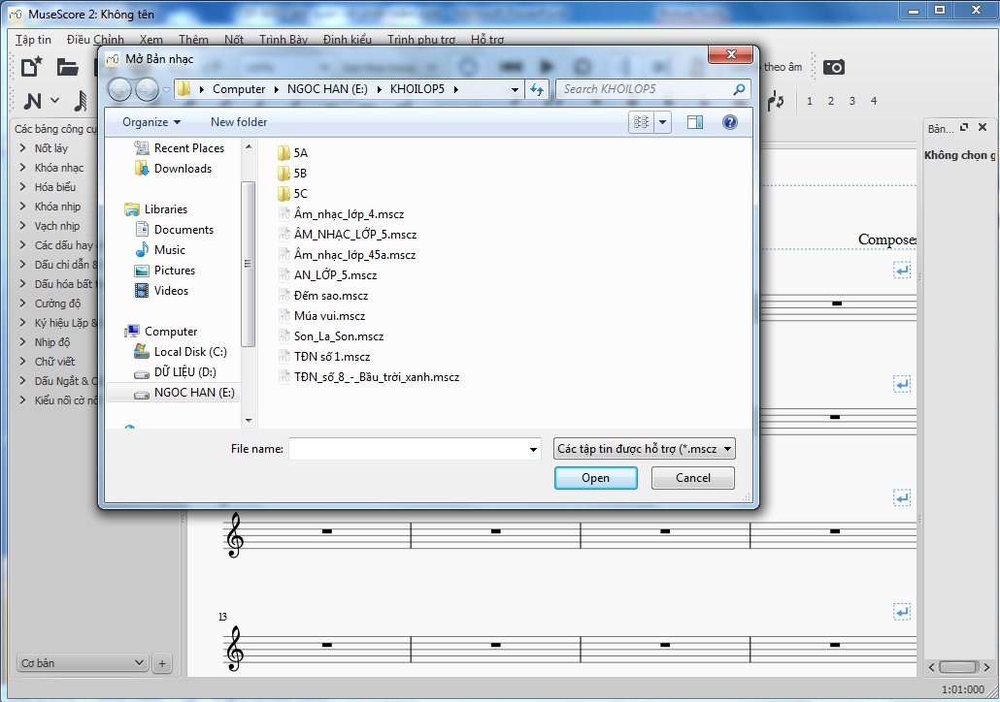 MuseScore 2: Không tên
Tập tin Điều Chỉnh Xem Thêm Nốt Trình Bày Định kiểu Trình phụ trợ Hỗ trợ
theo âm
1 2 3 4
Các bảng công cụ
Nốt láy
Khóa nhạc
Hóa biểu
Khóa nhịp
Vạch nhịp
Các dấu hay
Dấu chỉ dẫn &
Dấu hóa bất t
Cường độ
Ký hiệu Lặp &
Nhịp độ
Chữ viết
Dấu Ngắt & C
Kiểu nối cờ nố
Cơ bản
+
Mở Bản nhạc
Computer NGOC HAN (E:) KHOILOP5
Search KHOILOP5
Organize New folder
Recent Places
Downloads
Libraries
Documents
Music
Pictures
Videos
Computer
Local Disk (C:)
DỮ LIỆU (D:)
NGOC HAN (E:)
5A
5B
5C
Âm_nhạc_lớp_4.mscz
ÂM_NHẠC_LỚP_5.mscz
Âm_nhạc_lớp_45a.mscz
AN_LỚP_5.mscz
Đếm sao.mscz
Múa vui.mscz
Son_La_Son.mscz
TĐN số 1.mscz
TĐN_số_8_-_Bầu_trời_xanh.mscz
File name:
Các tập tin được hỗ trợ (*.mscz
Open Cancel
Bản...
Không chọn g
Compose
13
1:01:000